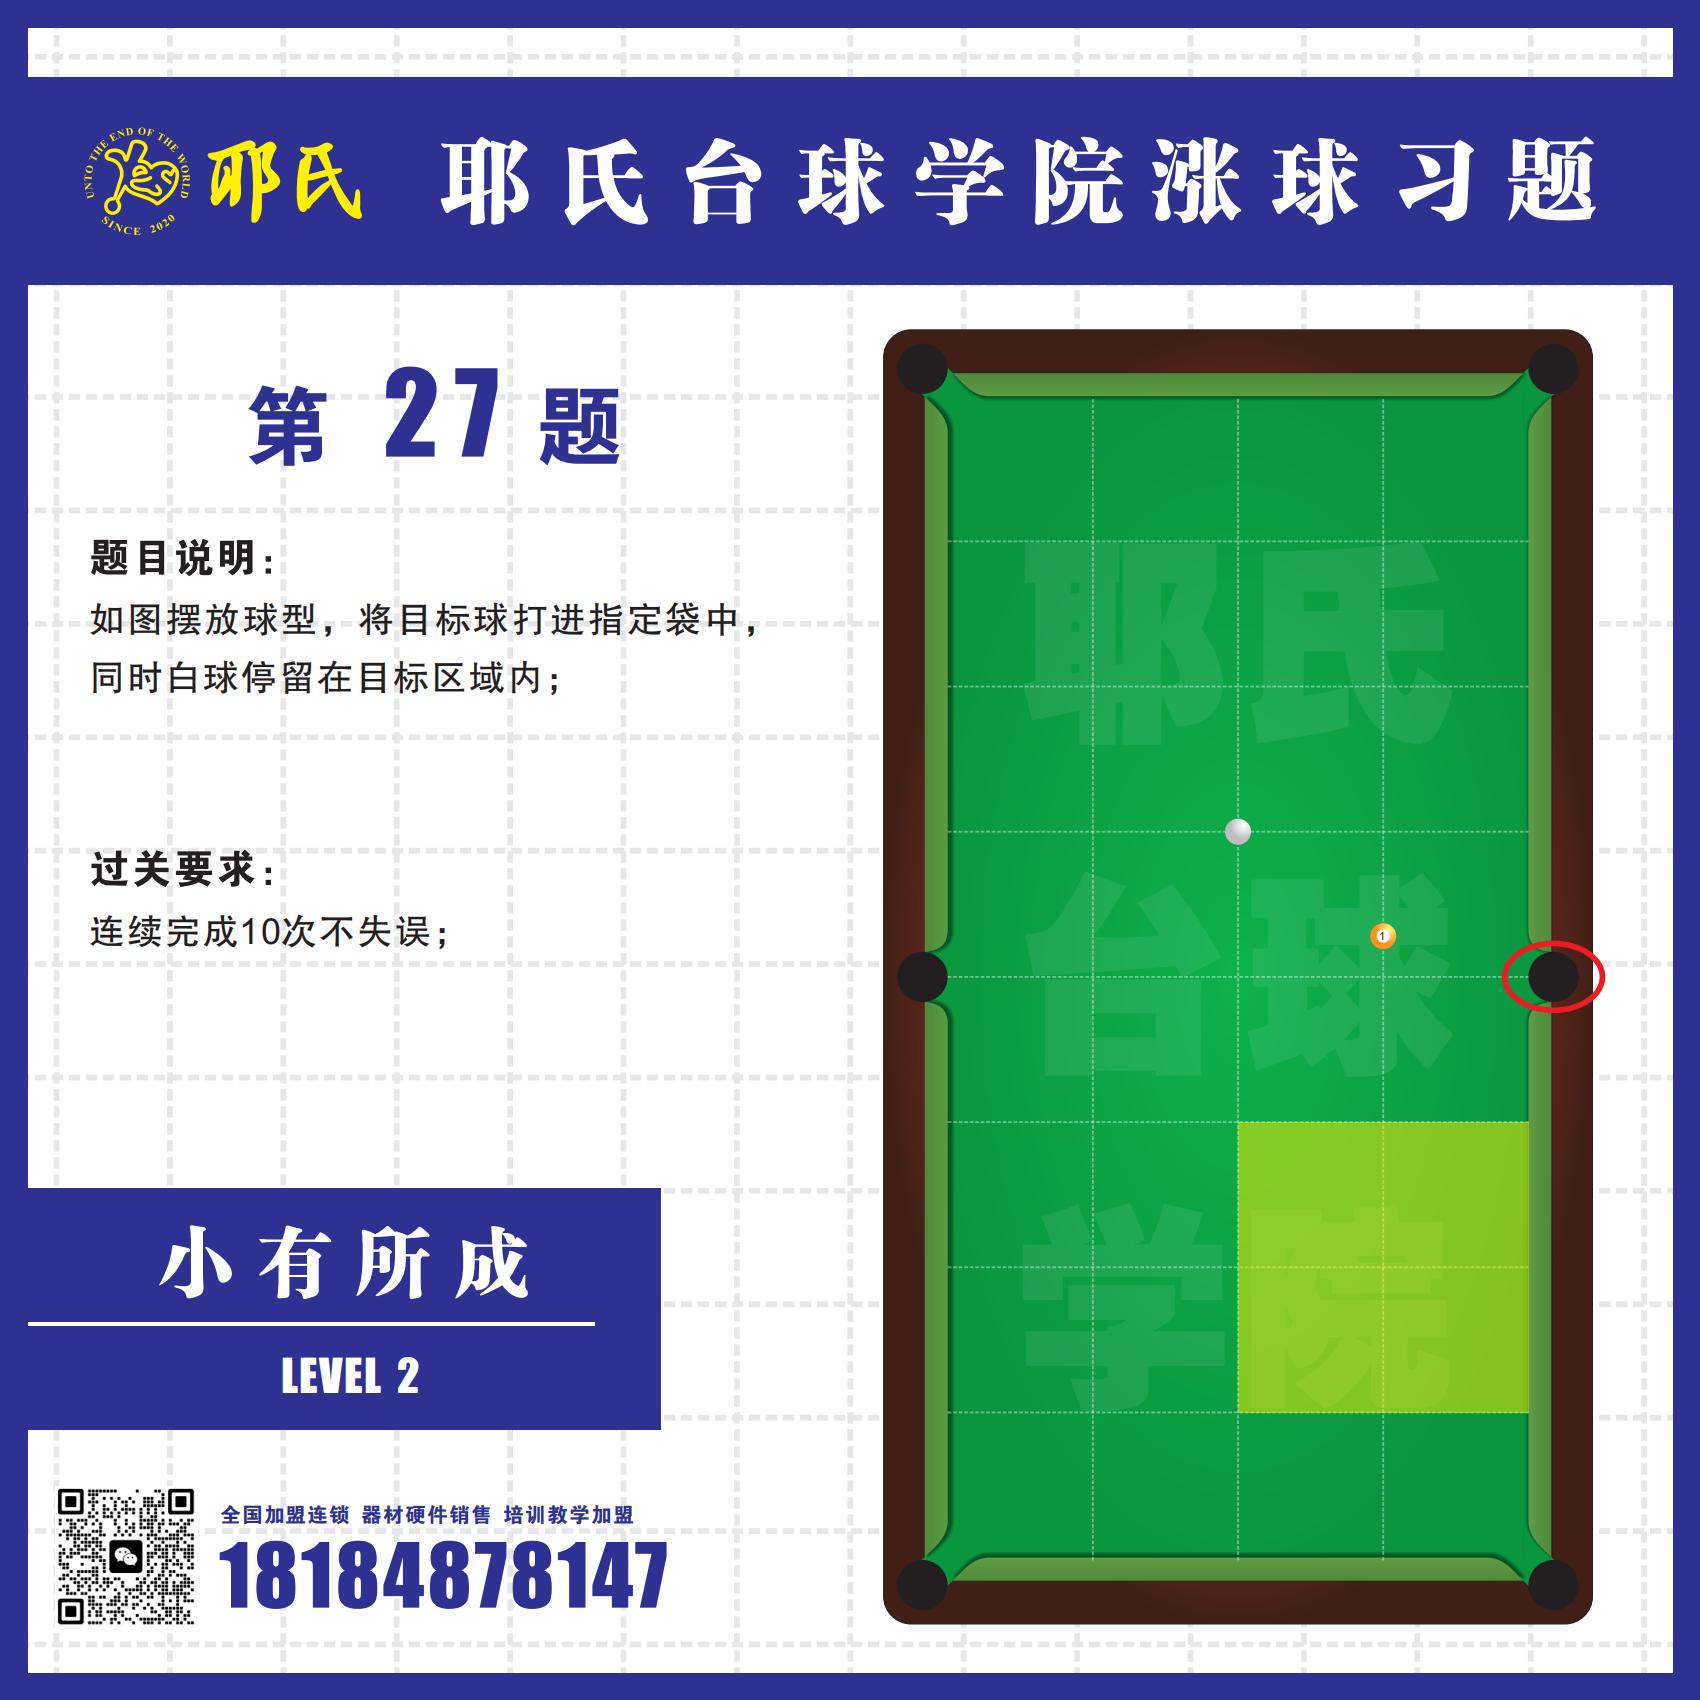 UNTO THE END OF THE WORLD
SINCE 2020
耶氏
耶氏台球学院涨球习题
第 27 题
题目说明：
如图摆放球型，将目标球打进指定袋中，
同时白球停留在目标区域内；
过关要求：
连续完成10次不失误；
耶氏
台球
学院
1
小有所成
LEVEL 2
全国加盟连锁 器材硬件销售 培训教学加盟
18184878147